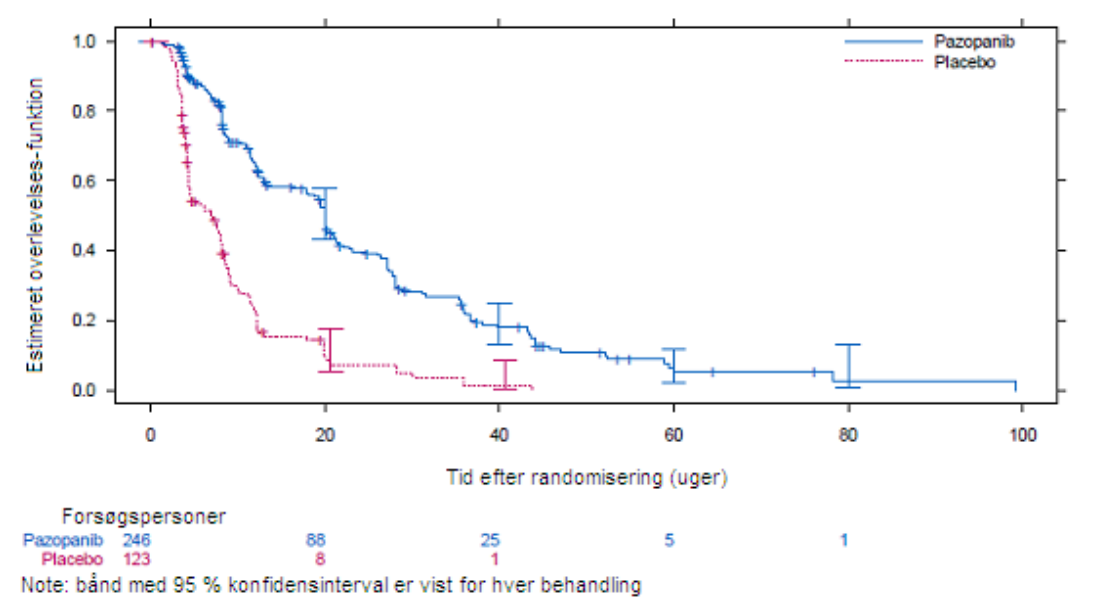 Pazopanib
Placebo
Estimeret overlevelses-funktion
1.0
0.8
0.6
0.4
0.2
0.0
0 20 40 60 80 100
Tid efter randomisering (uger)
Forsøgspersoner
Pazopanib 246 88 25 5 1
Placebo 123 8 1
Note: bånd med 95 % konfidensinterval er vist for hver behandling